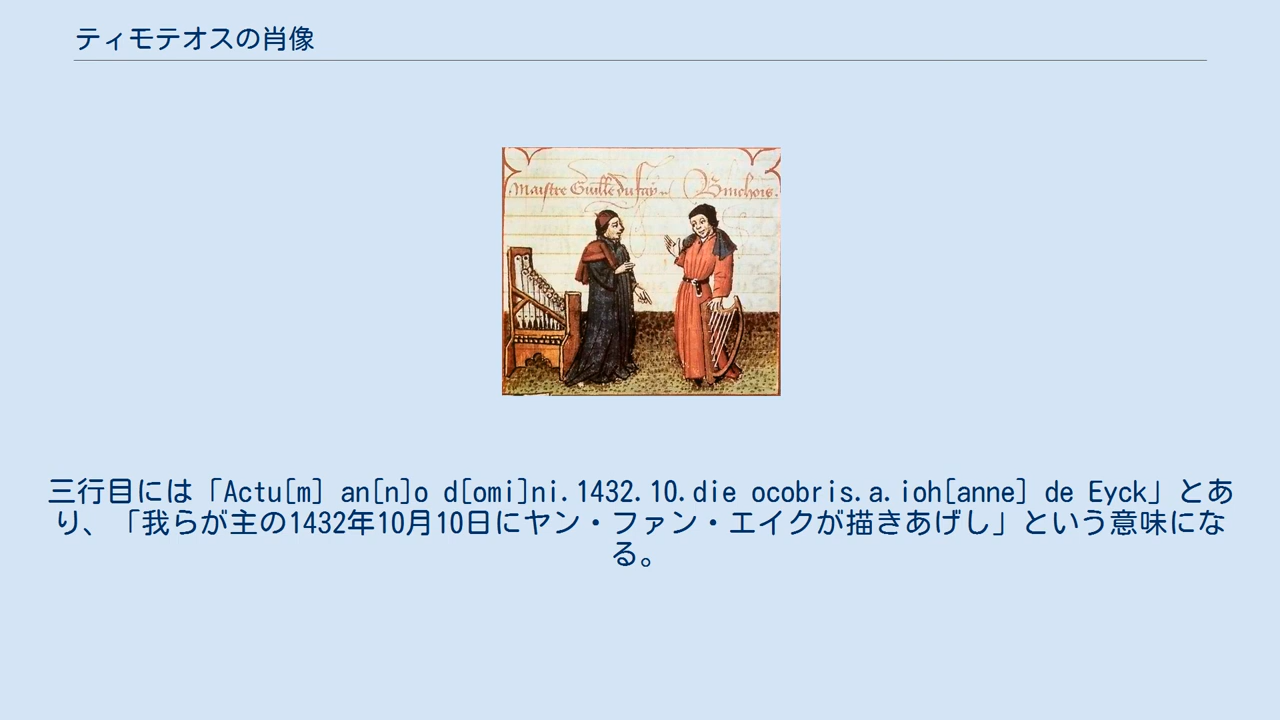 ティモテオスの肖像
Maistre Guille du fay Binchois.
三行目には「Actu[m] an[n]o d[omi]ni.1432.10.die ocobris.a.ioh[anne] de Eyck」とあ
り、「我らが主の1432年10月10日にヤン・ファン・エイクが描きあげし」という意味にな
る。